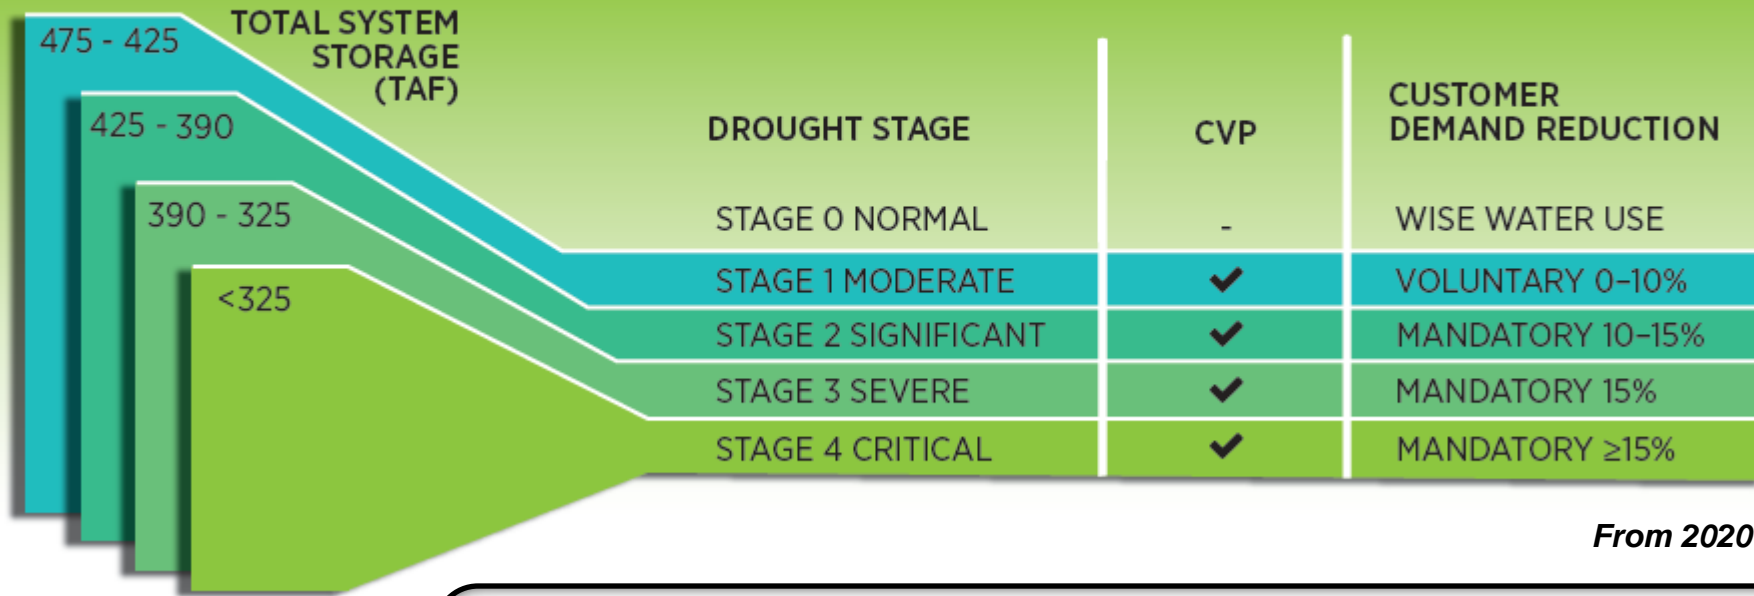 475 - 425
TOTAL SYSTEM
STORAGE
(TAF)
425 - 390
390 - 325
<325
DROUGHT STAGE
CVP
CUSTOMER
DEMAND REDUCTION
STAGE 0 NORMAL - WISE WATER USE
STAGE 1 MODERATE ✔ VOLUNTARY 0–10%
STAGE 2 SIGNIFICANT ✔ MANDATORY 10–15%
STAGE 3 SEVERE ✔ MANDATORY 15%
STAGE 4 CRITICAL ✔ MANDATORY ≥15%
From 2020